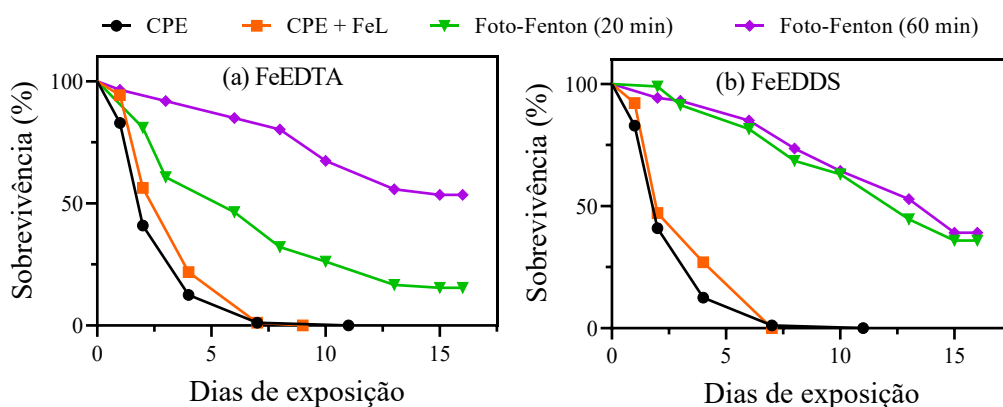 CPE CPE + FeL Foto-Fenton (20 min) Foto-Fenton (60 min)
(a) FeEDTA
Sobrevivência (%)
100
50
0
0 5 10 15
Dias de exposição
(b) FeEDDS
Sobrevivência (%)
100
50
0
0 5 10 15
Dias de exposição